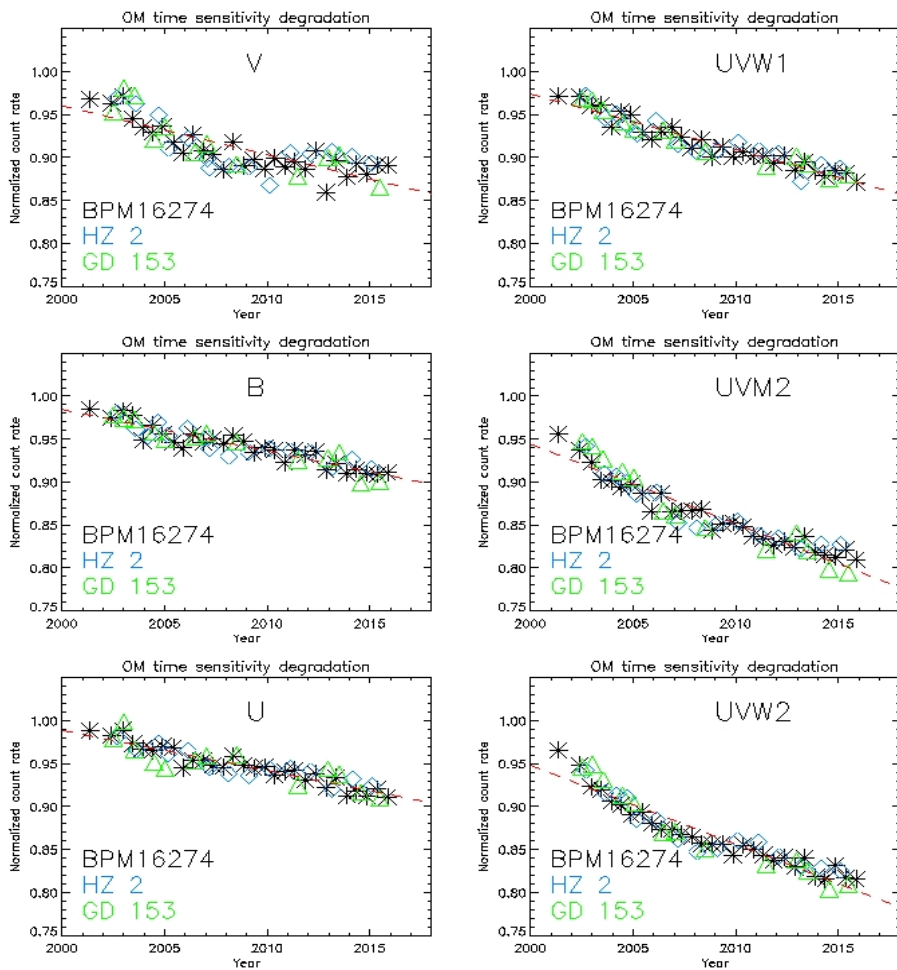 OM time sensitivity degradation
V
Normalized count rate
1.00
0.95
0.90
0.85
0.80
0.75
BPM16274
HZ 2
GD 153
2000 2005 2010 2015
Year
OM time sensitivity degradation
UVW1
Normalized count rate
1.00
0.95
0.90
0.85
0.80
0.75
BPM16274
HZ 2
GD 153
2000 2005 2010 2015
Year
OM time sensitivity degradation
B
Normalized count rate
1.00
0.95
0.90
0.85
0.80
0.75
BPM16274
HZ 2
GD 153
2000 2005 2010 2015
Year
OM time sensitivity degradation
UVM2
Normalized count rate
1.00
0.95
0.90
0.85
0.80
0.75
BPM16274
HZ 2
GD 153
2000 2005 2010 2015
Year
OM time sensitivity degradation
U
Normalized count rate
1.00
0.95
0.90
0.85
0.80
0.75
BPM16274
HZ 2
GD 153
2000 2005 2010 2015
Year
OM time sensitivity degradation
UVW2
Normalized count rate
1.00
0.95
0.90
0.85
0.80
0.75
BPM16274
HZ 2
GD 153
2000 2005 2010 2015
Year